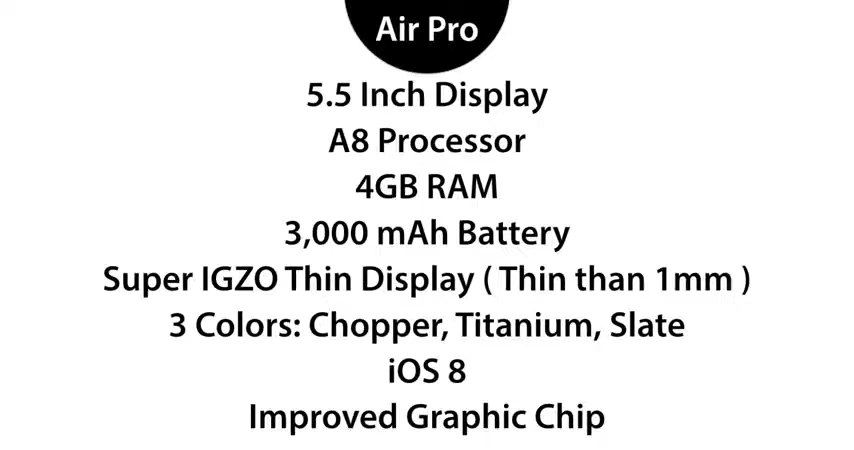 Air Pro
5.5 Inch Display
A8 Processor
4GB RAM
3,000 mAh Battery
Super IGZO Thin Display ( Thin than 1mm )
3 Colors: Chopper, Titanium, Slate
iOS 8
Improved Graphic Chip